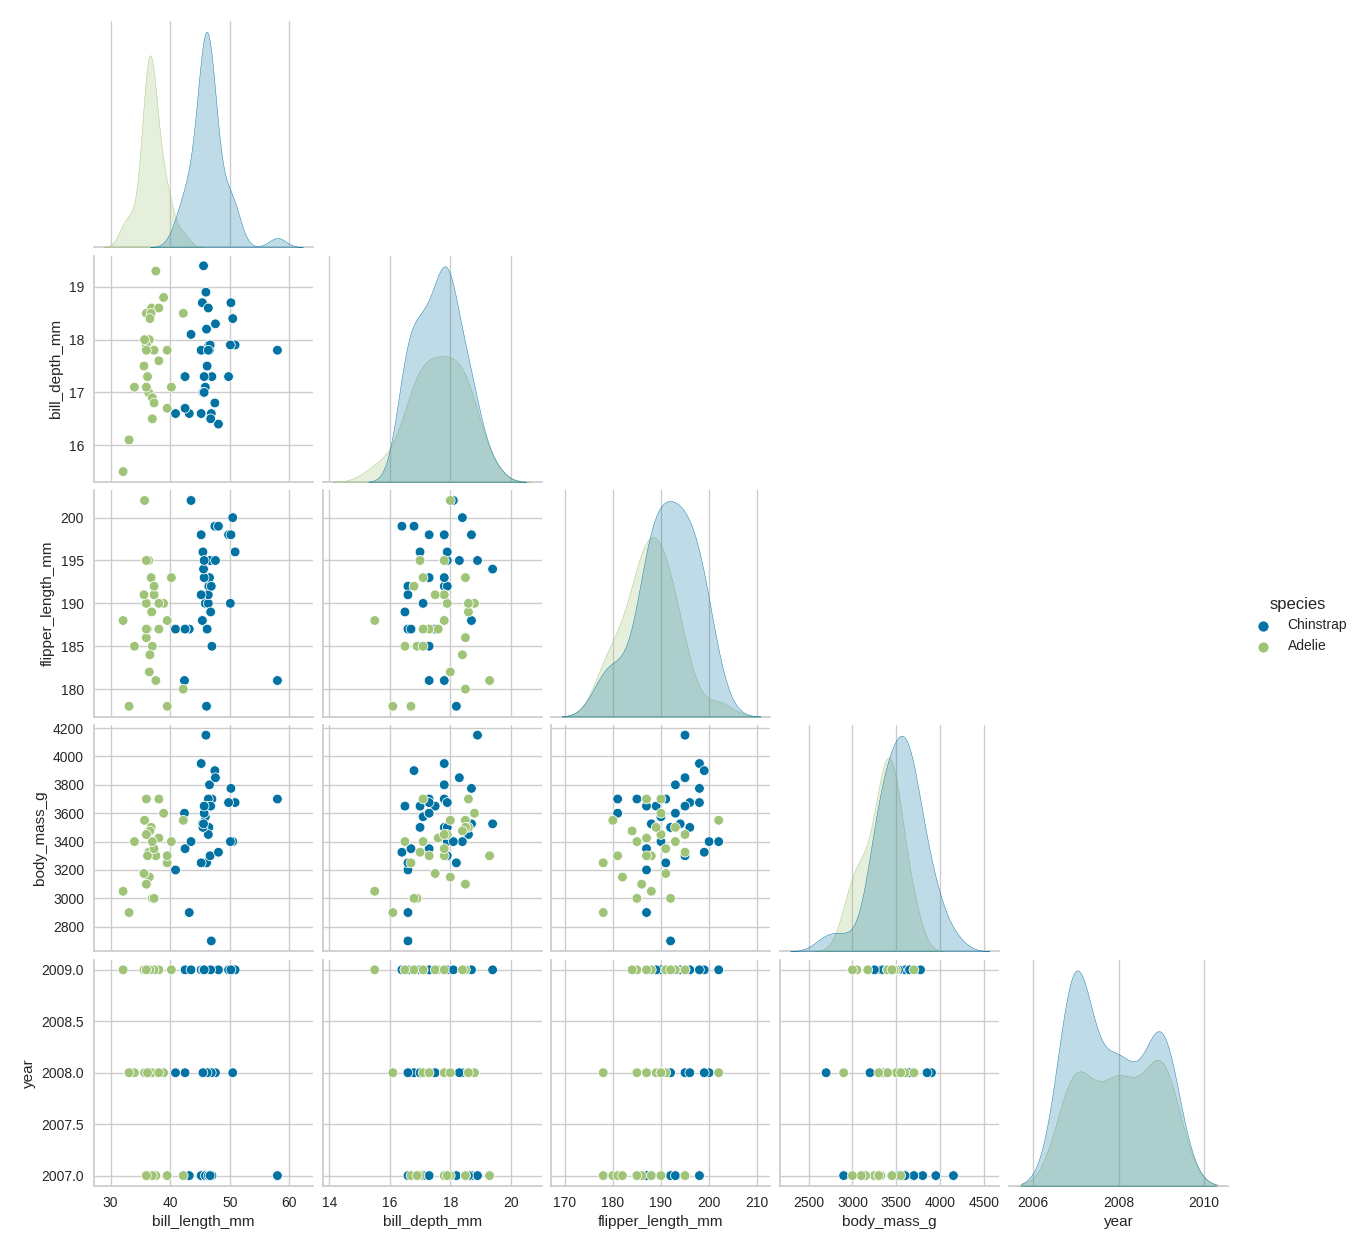 19
18
17
16
bill_depth_mm
200
195
190
185
180
flipper_length_mm
species
Chinstrap
Adelie
4200
4000
3800
3600
3400
3200
3000
2800
body_mass_g
2009.0
2008.5
2008.0
2007.5
2007.0
year
30 40 50 60
14 16 18 20
170 180 190 200 210
2500 3000 3500 4000 4500
2006 2008 2010
bill_length_mm
bill_depth_mm
flipper_length_mm
body_mass_g
year